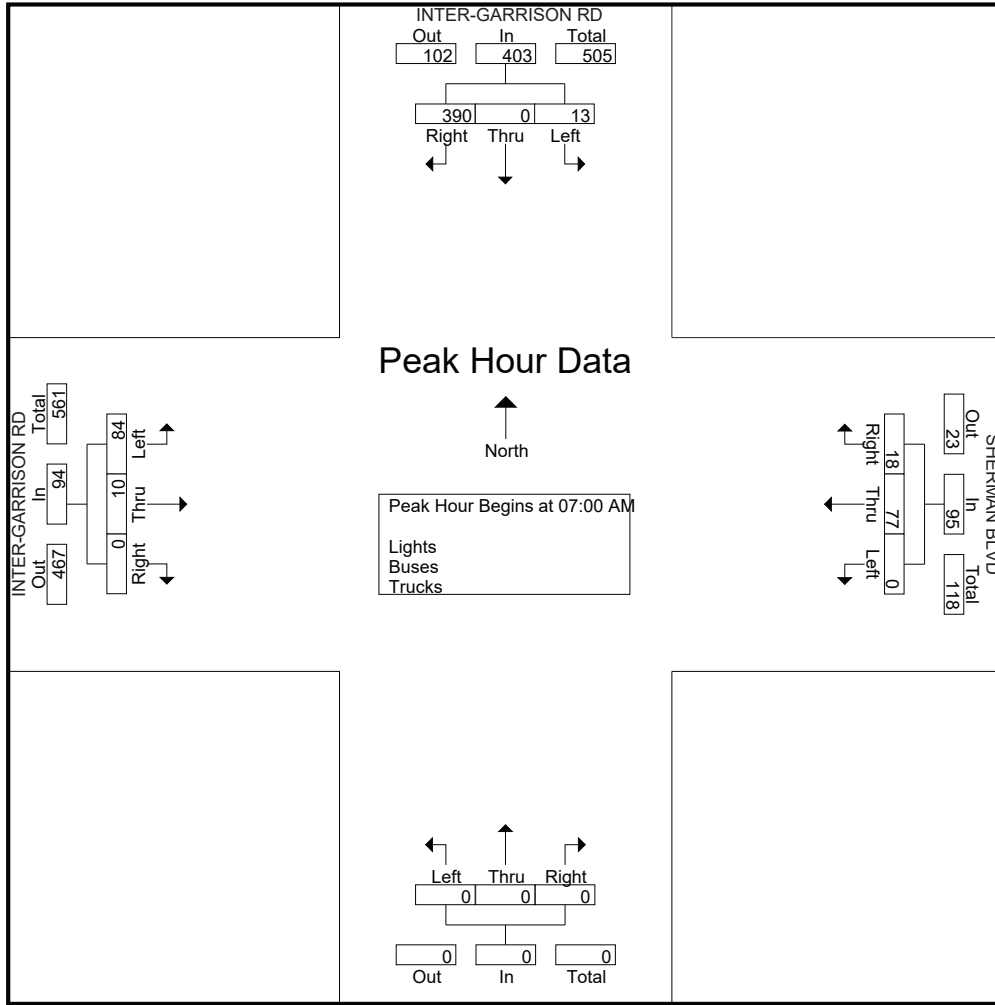 INTER-GARRISON RD
Out In Total
102 403 505
390 0 13
Right Thru Left
Peak Hour Data
North
Peak Hour Begins at 07:00 AM
Lights
Buses
Trucks
INTER-GARRISON RD
Out In Total
467 94 561
84 10 0
Left Thru Right
SHERMAN BLVD
Out In Total
23 95 118
18 77 0
Right Thru Left
Left Thru Right
0 0 0
0 0 0
Out In Total